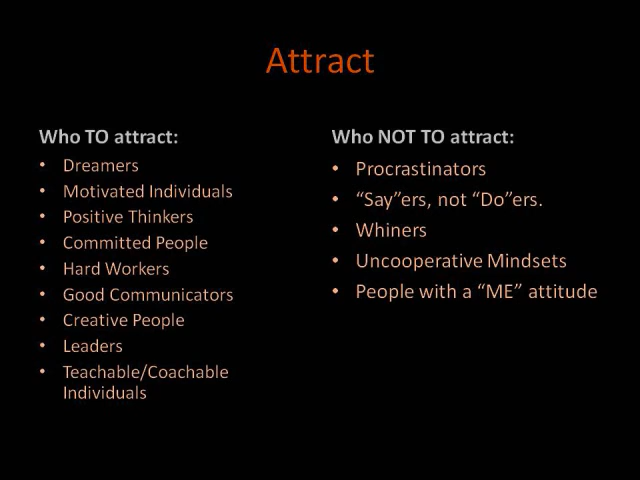 Attract
Who TO attract:
• Dreamers
• Motivated Individuals
• Positive Thinkers
• Committed People
• Hard Workers
• Good Communicators
• Creative People
• Leaders
• Teachable/Coachable
Individuals
Who NOT TO attract:
• Procrastinators
• “Say”ers, not “Do”ers.
• Whiners
• Uncooperative Mindsets
• People with a “ME” attitude